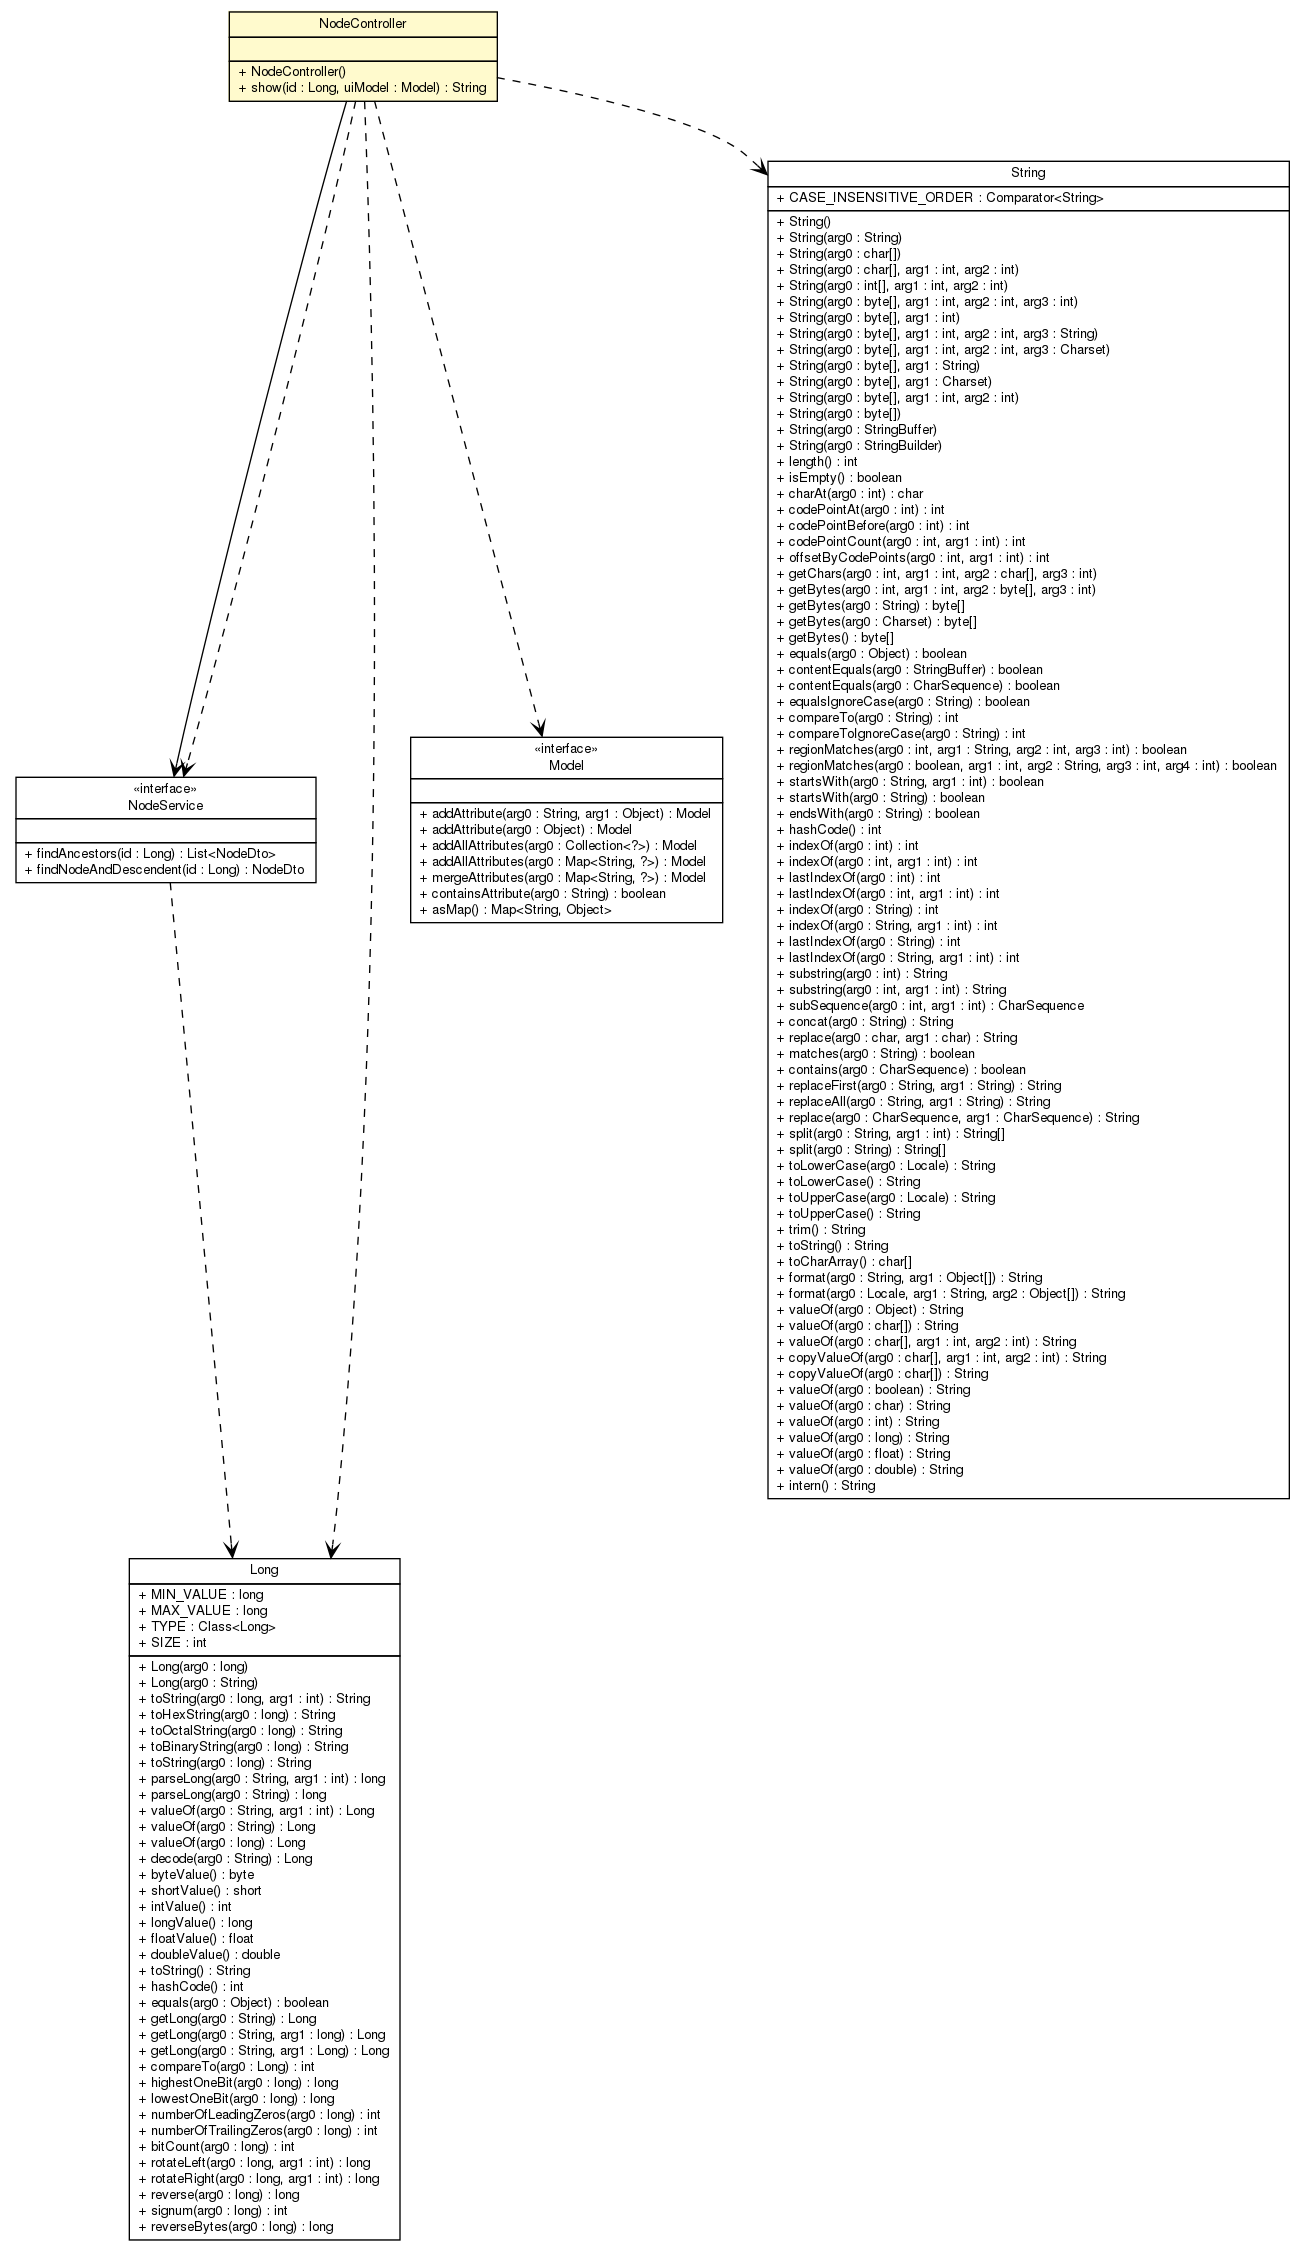 NodeController
+ NodeController()
+ show(id : Long, uiModel : Model) : String
String
+ CASE_INSENSITIVE_ORDER : Comparator<String>
+ String()
+ String(arg0 : String)
+ String(arg0 : char[])
+ String(arg0 : char[], arg1 : int, arg2 : int)
+ String(arg0 : int[], arg1 : int, arg2 : int)
+ String(arg0 : byte[], arg1 : int, arg2 : int, arg3 : int)
+ String(arg0 : byte[], arg1 : int)
+ String(arg0 : byte[], arg1 : int, arg2 : int, arg3 : String)
+ String(arg0 : byte[], arg1 : int, arg2 : int, arg3 : Charset)
+ String(arg0 : byte[], arg1 : String)
+ String(arg0 : byte[], arg1 : Charset)
+ String(arg0 : byte[], arg1 : int, arg2 : int)
+ String(arg0 : byte[])
+ String(arg0 : StringBuffer)
+ String(arg0 : StringBuilder)
+ length() : int
+ isEmpty() : boolean
+ charAt(arg0 : int) : char
+ codePointAt(arg0 : int) : int
+ codePointBefore(arg0 : int) : int
+ codePointCount(arg0 : int, arg1 : int) : int
+ offsetByCodePoints(arg0 : int, arg1 : int) : int
+ getChars(arg0 : int, arg1 : int, arg2 : char[], arg3 : int)
+ getBytes(arg0 : int, arg1 : int, arg2 : byte[], arg3 : int)
+ getBytes(arg0 : String) : byte[]
+ getBytes(arg0 : Charset) : byte[]
+ getBytes() : byte[]
+ equals(arg0 : Object) : boolean
+ contentEquals(arg0 : StringBuffer) : boolean
+ contentEquals(arg0 : CharSequence) : boolean
+ equalsIgnoreCase(arg0 : String) : boolean
+ compareTo(arg0 : String) : int
+ compareToIgnoreCase(arg0 : String) : int
+ regionMatches(arg0 : int, arg1 : String, arg2 : int, arg3 : int) : boolean
+ regionMatches(arg0 : boolean, arg1 : int, arg2 : String, arg3 : int, arg4 : int) : boolean
+ startsWith(arg0 : String, arg1 : int) : boolean
+ startsWith(arg0 : String) : boolean
+ endsWith(arg0 : String) : boolean
+ hashCode() : int
+ indexOf(arg0 : int) : int
+ indexOf(arg0 : int, arg1 : int) : int
+ lastIndexOf(arg0 : int) : int
+ lastIndexOf(arg0 : int, arg1 : int) : int
+ indexOf(arg0 : String) : int
+ indexOf(arg0 : String, arg1 : int) : int
+ lastIndexOf(arg0 : String) : int
+ lastIndexOf(arg0 : String, arg1 : int) : int
+ substring(arg0 : int) : String
+ substring(arg0 : int, arg1 : int) : String
+ subSequence(arg0 : int, arg1 : int) : CharSequence
+ concat(arg0 : String) : String
+ replace(arg0 : char, arg1 : char) : String
+ matches(arg0 : String) : boolean
+ contains(arg0 : CharSequence) : boolean
+ replaceFirst(arg0 : String, arg1 : String) : String
+ replaceAll(arg0 : String, arg1 : String) : String
+ replace(arg0 : CharSequence, arg1 : CharSequence) : String
+ split(arg0 : String, arg1 : int) : String[]
+ split(arg0 : String) : String[]
+ toLowerCase(arg0 : Locale) : String
+ toLowerCase() : String
+ toUpperCase(arg0 : Locale) : String
+ toUpperCase() : String
+ trim() : String
+ toString() : String
+ toCharArray() : char[]
+ format(arg0 : String, arg1 : Object[]) : String
+ format(arg0 : Locale, arg1 : String, arg2 : Object[]) : String
+ valueOf(arg0 : Object) : String
+ valueOf(arg0 : char[]) : String
+ valueOf(arg0 : char[], arg1 : int, arg2 : int) : String
+ copyValueOf(arg0 : char[], arg1 : int, arg2 : int) : String
+ copyValueOf(arg0 : char[]) : String
+ valueOf(arg0 : boolean) : String
+ valueOf(arg0 : char) : String
+ valueOf(arg0 : int) : String
+ valueOf(arg0 : long) : String
+ valueOf(arg0 : float) : String
+ valueOf(arg0 : double) : String
+ intern() : String
«interface»
Model
+ addAttribute(arg0 : String, arg1 : Object) : Model
+ addAttribute(arg0 : Object) : Model
+ addAllAttributes(arg0 : Collection<?>) : Model
+ addAllAttributes(arg0 : Map<String, ?>) : Model
+ mergeAttributes(arg0 : Map<String, ?>) : Model
+ containsAttribute(arg0 : String) : boolean
+ asMap() : Map<String, Object>
«interface»
NodeService
+ findAncestors(id : Long) : List<NodeDto>
+ findNodeAndDescendent(id : Long) : NodeDto
Long
+ MIN_VALUE : long
+ MAX_VALUE : long
+ TYPE : Class<Long>
+ SIZE : int
+ Long(arg0 : long)
+ Long(arg0 : String)
+ toString(arg0 : long, arg1 : int) : String
+ toHexString(arg0 : long) : String
+ toOctalString(arg0 : long) : String
+ toBinaryString(arg0 : long) : String
+ toString(arg0 : long) : String
+ parseLong(arg0 : String, arg1 : int) : long
+ parseLong(arg0 : String) : long
+ valueOf(arg0 : String, arg1 : int) : Long
+ valueOf(arg0 : String) : Long
+ valueOf(arg0 : long) : Long
+ decode(arg0 : String) : Long
+ byteValue() : byte
+ shortValue() : short
+ intValue() : int
+ longValue() : long
+ floatValue() : float
+ doubleValue() : double
+ toString() : String
+ hashCode() : int
+ equals(arg0 : Object) : boolean
+ getLong(arg0 : String) : Long
+ getLong(arg0 : String, arg1 : long) : Long
+ getLong(arg0 : String, arg1 : Long) : Long
+ compareTo(arg0 : Long) : int
+ highestOneBit(arg0 : long) : long
+ lowestOneBit(arg0 : long) : long
+ numberOfLeadingZeros(arg0 : long) : int
+ numberOfTrailingZeros(arg0 : long) : int
+ bitCount(arg0 : long) : int
+ rotateLeft(arg0 : long, arg1 : int) : long
+ rotateRight(arg0 : long, arg1 : int) : long
+ reverse(arg0 : long) : long
+ signum(arg0 : long) : int
+ reverseBytes(arg0 : long) : long